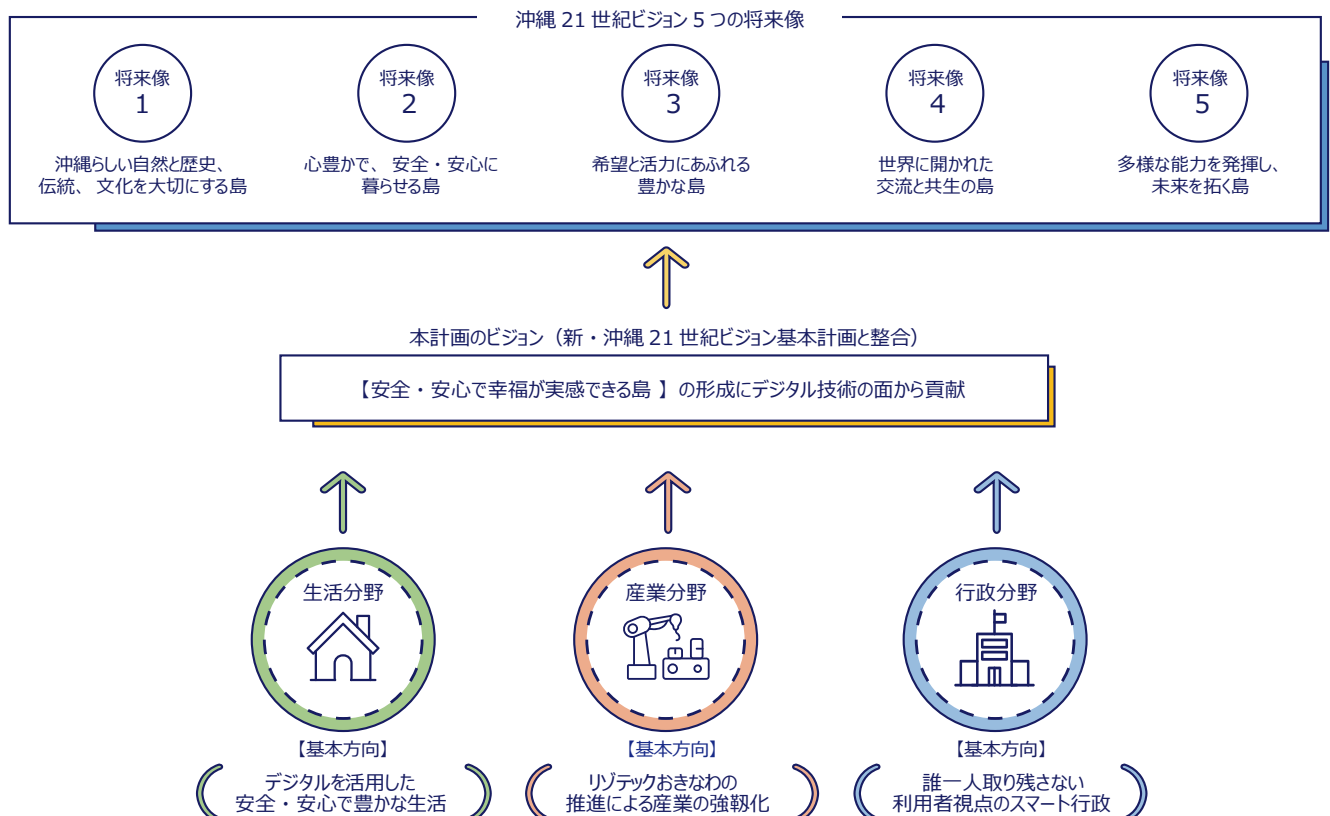 沖縄 21 世紀ビジョン 5 つの将来像
将来像
1
沖縄らしい自然と歴史、
伝統、 文化を大切にする島
将来像
2
心豊かで、 安全・安心に
暮らせる島
将来像
3
希望と活力にあふれる
豊かな島
将来像
4
世界に開かれた
交流と共生の島
将来像
5
多様な能力を発揮し、
未来を拓く島
本計画のビジョン（新・沖縄 21 世紀ビジョン基本計画と整合）
【安全・安心で幸福が実感できる島 】 の形成にデジタル技術の面から貢献
生活分野
【基本方向】
デジタルを活用した
安全・安心で豊かな生活
産業分野
【基本方向】
リゾテックおきなわの
推進による産業の強靱化
行政分野
【基本方向】
誰一人取り残さない
利用者視点のスマート行政